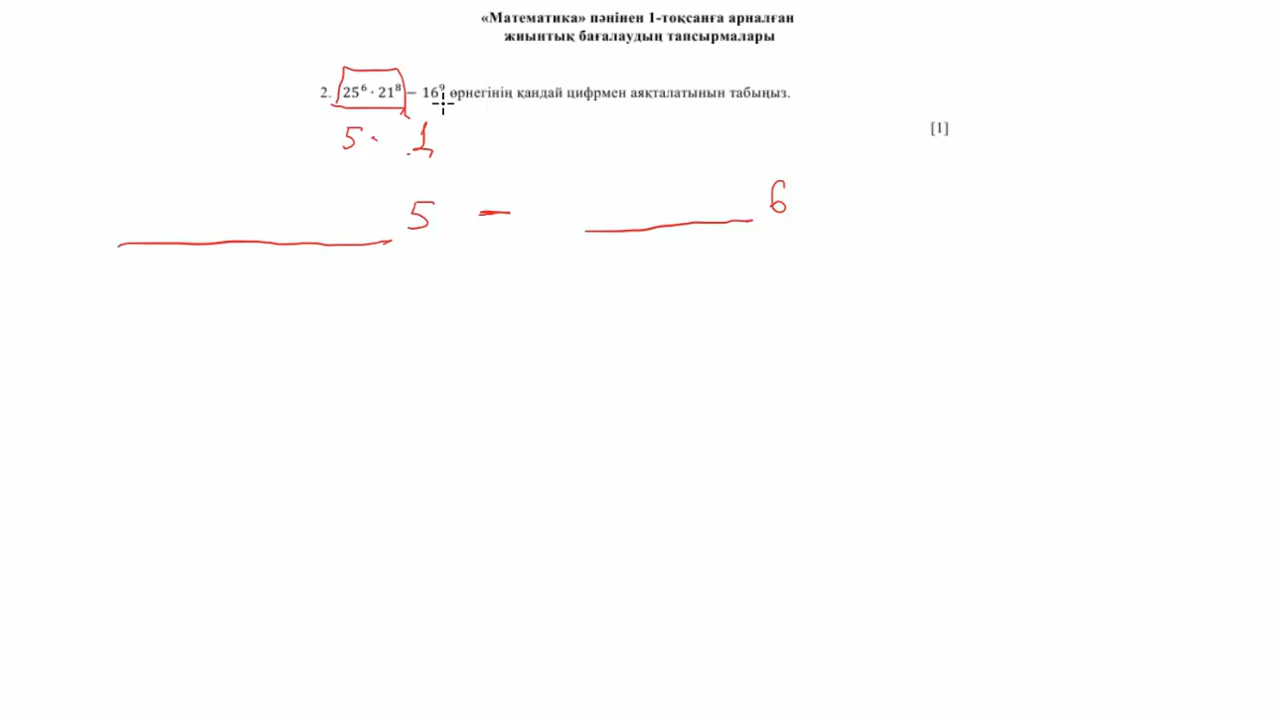 «Математика» пәнінен 1-тоқсанға арналған
жиынтық бағалаудың тапсырмалары
2. 25⁶ · 21⁸ − 16⁹ өрнегінің қандай цифрмен аяқталатынын табыңыз.
[1]
5 · 1
5 − 6